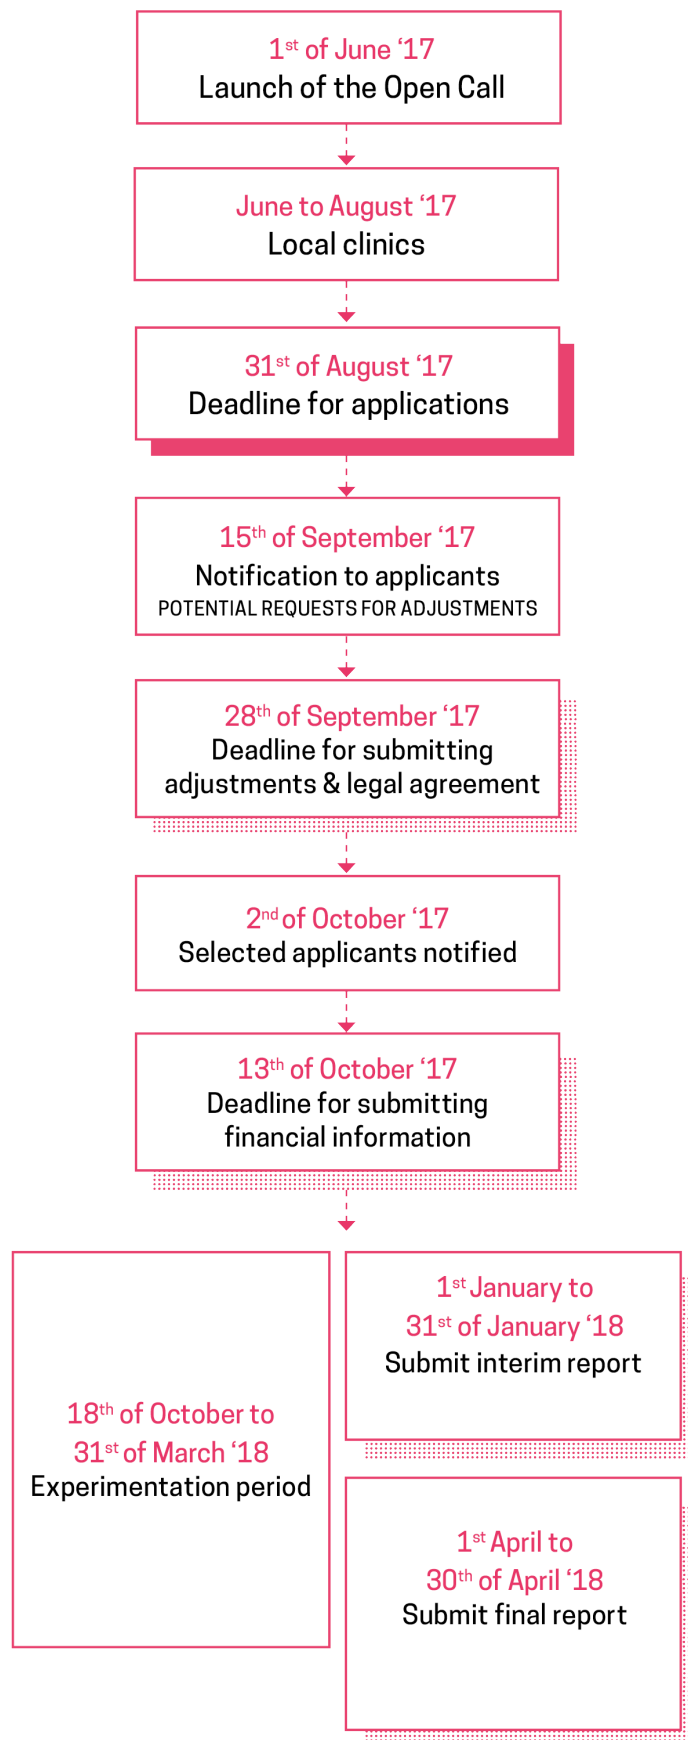 1st of June ‘17
Launch of the Open Call
June to August ‘17
Local clinics
31st of August ‘17
Deadline for applications
15th of September ‘17
Notification to applicants
POTENTIAL REQUESTS FOR ADJUSTMENTS
28th of September ‘17
Deadline for submitting
adjustments & legal agreement
2nd of October ‘17
Selected applicants notified
13th of October ‘17
Deadline for submitting
financial information
18th of October to
31st of March ‘18
Experimentation period
1st January to
31st of January ‘18
Submit interim report
1st April to
30th of April ‘18
Submit final report